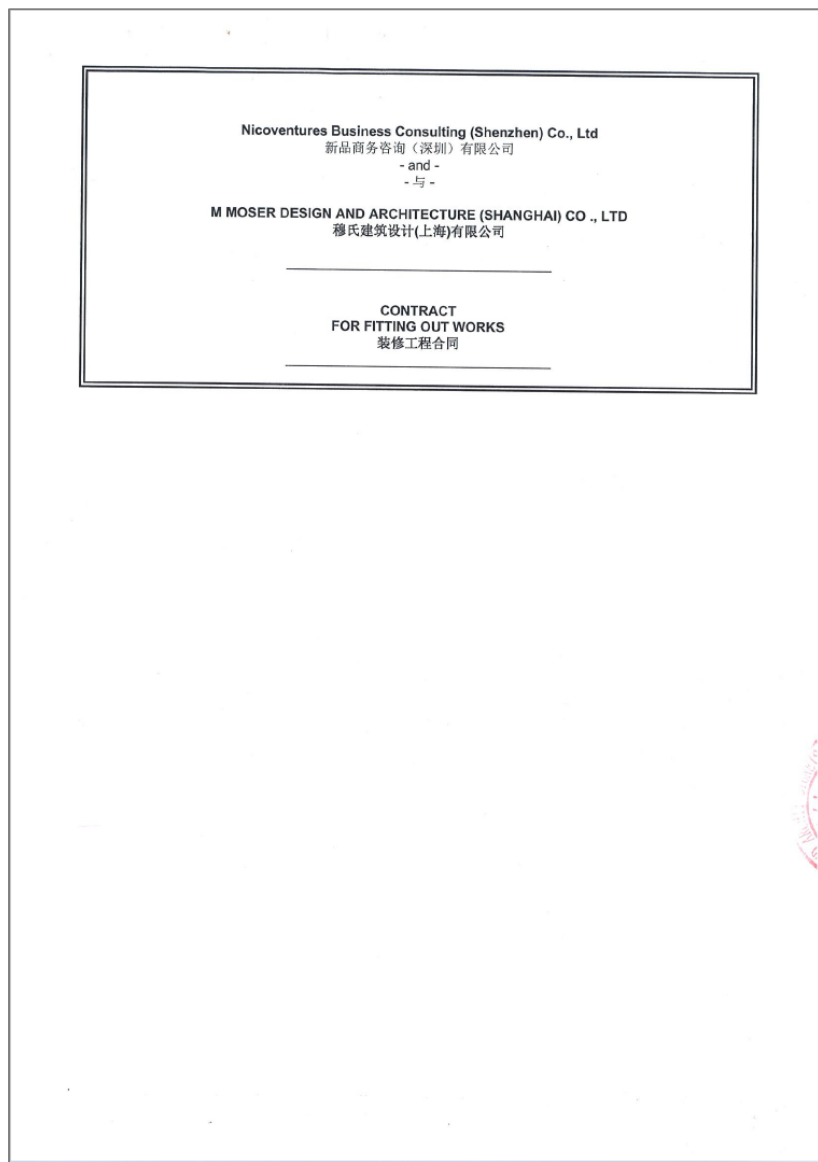 Nicoventures Business Consulting (Shenzhen) Co., Ltd
新品商务咨询（深圳）有限公司
- and -
- 与 -
M MOSER DESIGN AND ARCHITECTURE (SHANGHAI) CO ., LTD
穆氏建筑设计(上海)有限公司
CONTRACT
FOR FITTING OUT WORKS
装修工程合同